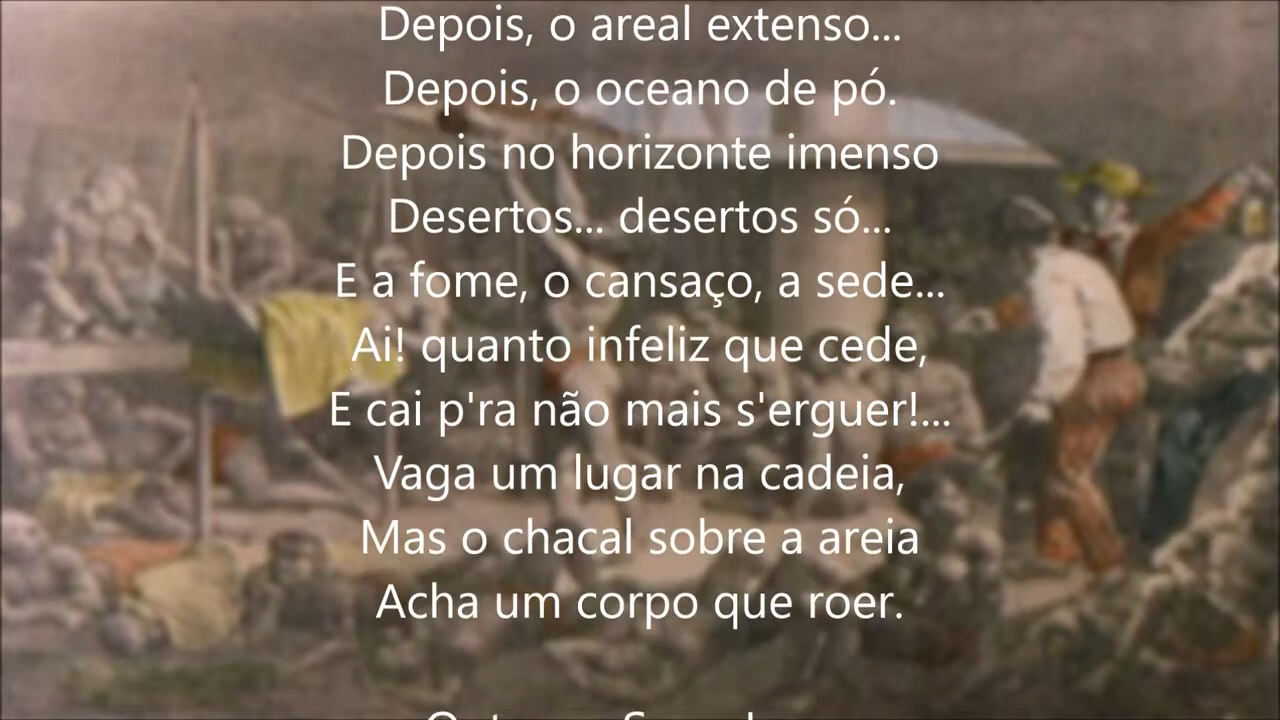 Depois, o areal extenso...
Depois, o oceano de pó.
Depois no horizonte imenso
Desertos... desertos só...
E a fome, o cansaço, a sede...
Ai! quanto infeliz que cede,
E cai p'ra não mais s'erguer!...
Vaga um lugar na cadeia,
Mas o chacal sobre a areia
Acha um corpo que roer.